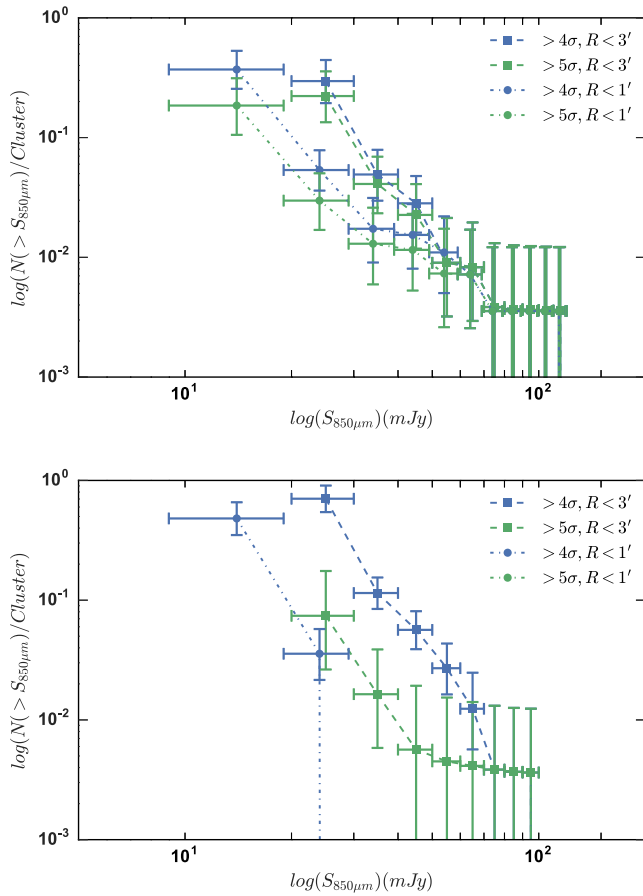 10⁰
10⁻¹
10⁻²
10⁻³
log(N(> S₈₅₀μm)/Cluster)
> 4σ, R < 3′
> 5σ, R < 3′
> 4σ, R < 1′
> 5σ, R < 1′
10¹
10²
log(S₈₅₀μm)(mJy)
10⁰
10⁻¹
10⁻²
10⁻³
log(N(> S₈₅₀μm)/Cluster)
> 4σ, R < 3′
> 5σ, R < 3′
> 4σ, R < 1′
> 5σ, R < 1′
10¹
10²
log(S₈₅₀μm)(mJy)